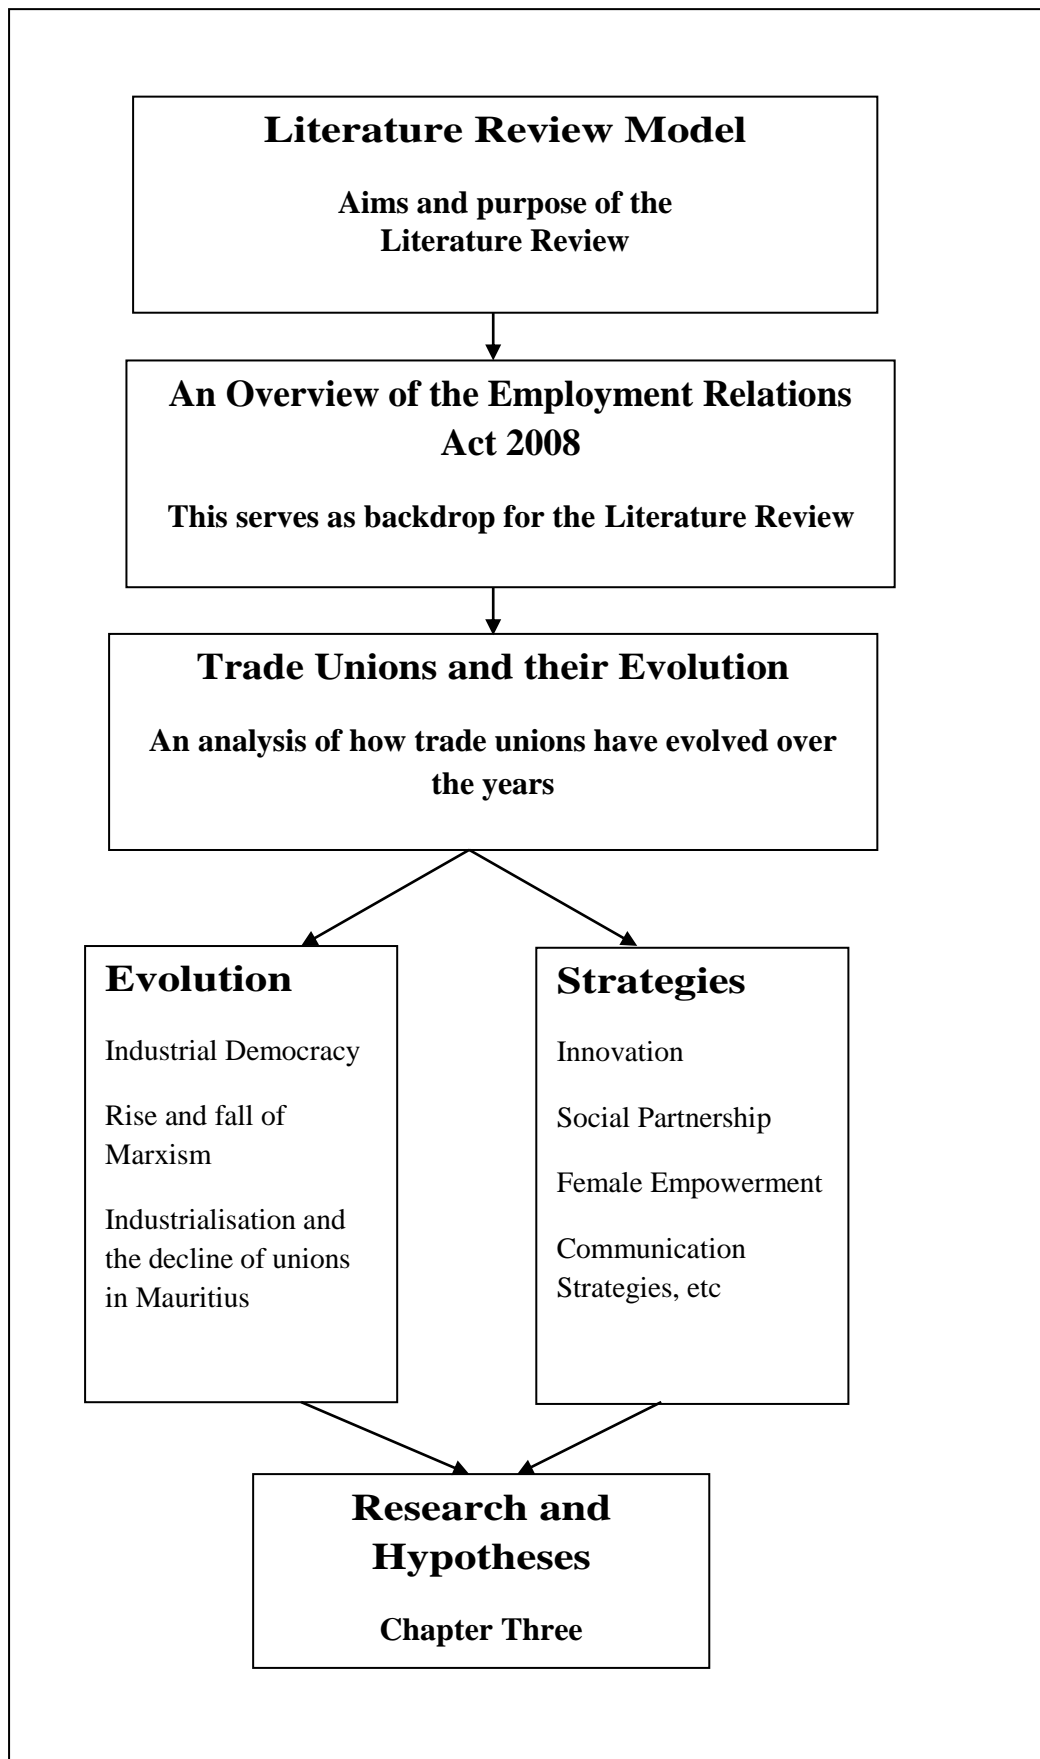 Literature Review Model
Aims and purpose of the
Literature Review
An Overview of the Employment Relations
Act 2008
This serves as backdrop for the Literature Review
Trade Unions and their Evolution
An analysis of how trade unions have evolved over
the years
Evolution
Industrial Democracy
Rise and fall of
Marxism
Industrialisation and
the decline of unions
in Mauritius
Strategies
Innovation
Social Partnership
Female Empowerment
Communication
Strategies, etc
Research and
Hypotheses
Chapter Three